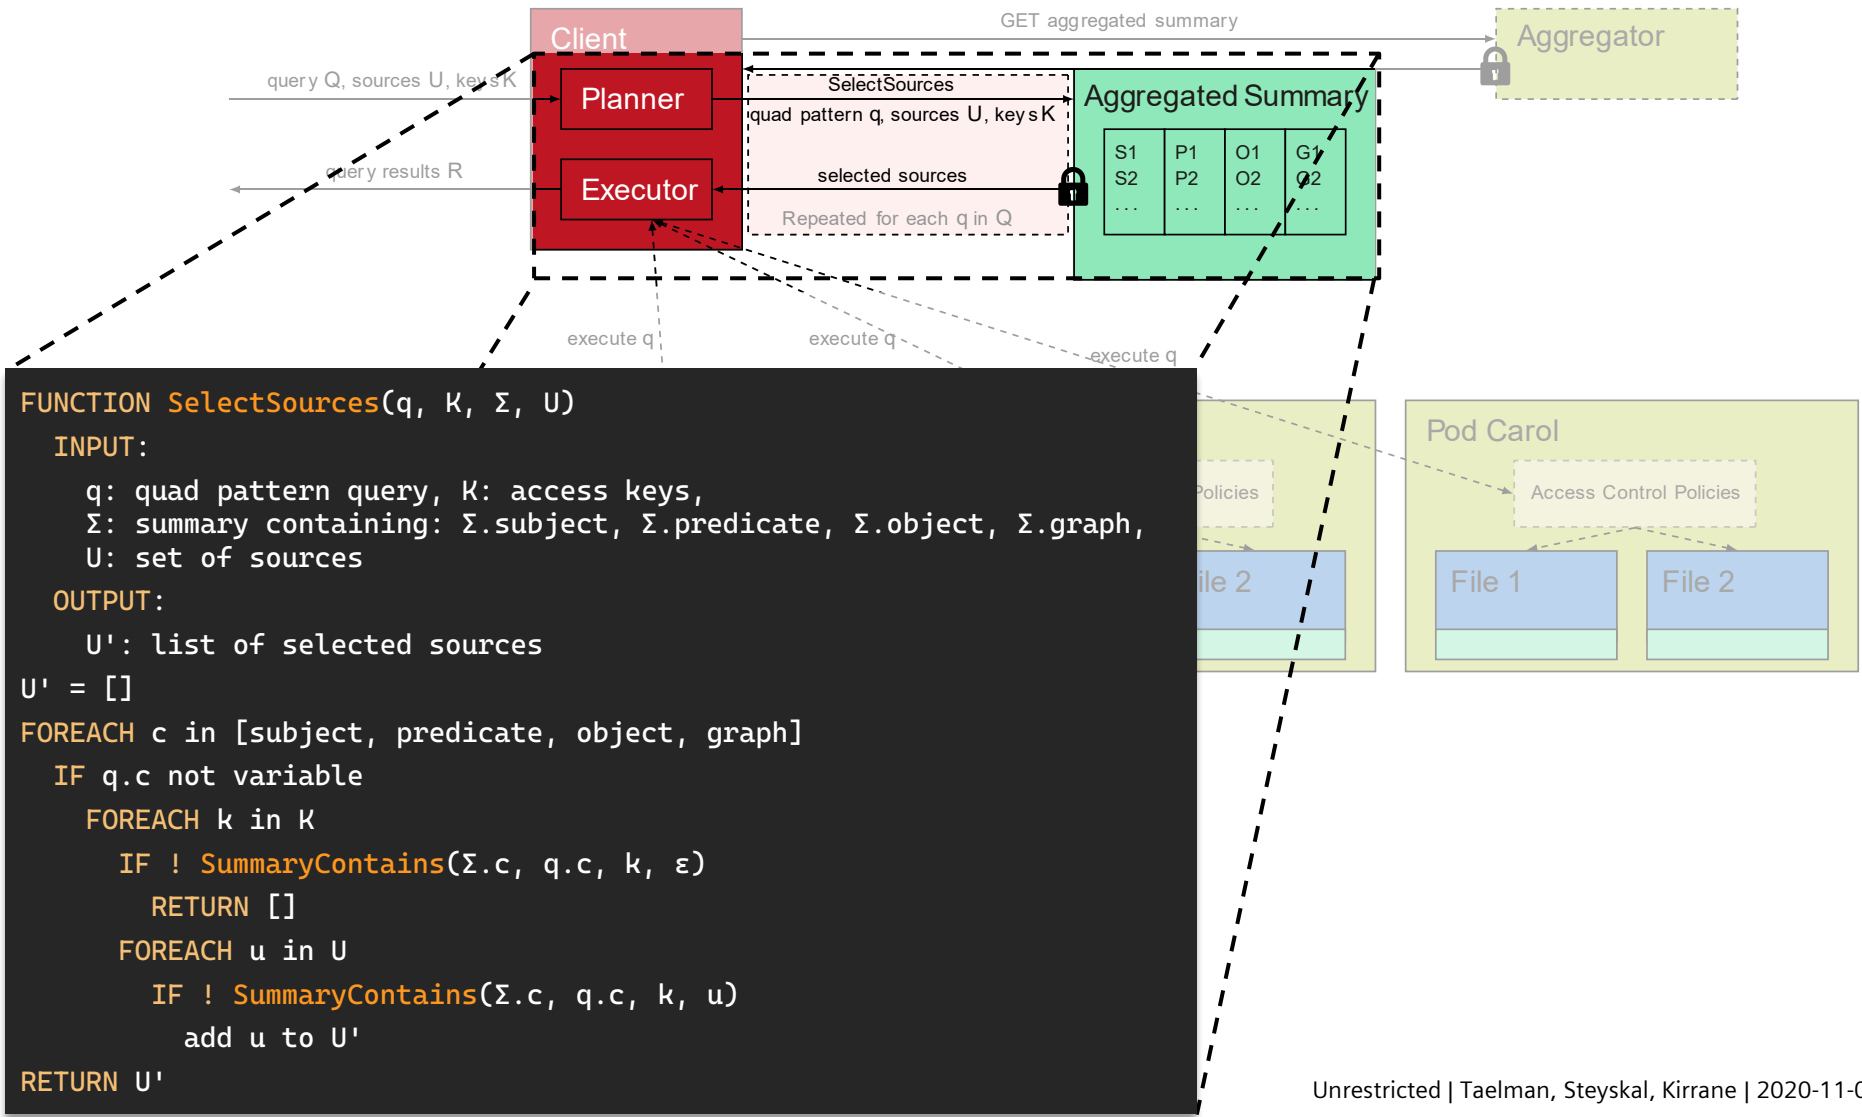 GET aggregated summary
Client
Aggregator
query Q, sources U, keys K
Planner
SelectSources
quad pattern q, sources U, keys K
Aggregated Summary
S1 P1 O1 G1
S2 P2 O2 G2
... ... ... ...
query results R
Executor
selected sources
Repeated for each q in Q
execute q
execute q
execute q
FUNCTION SelectSources(q, K, Σ, U)
INPUT:
q: quad pattern query, K: access keys,
Σ: summary containing: Σ.subject, Σ.predicate, Σ.object, Σ.graph,
U: set of sources
OUTPUT:
U': list of selected sources
U' = []
FOREACH c in [subject, predicate, object, graph]
IF q.c not variable
FOREACH k in K
IF ! SummaryContains(Σ.c, q.c, k, ε)
RETURN []
FOREACH u in U
IF ! SummaryContains(Σ.c, q.c, k, u)
add u to U'
RETURN U'
Policies
ile 2
Pod Carol
Access Control Policies
File 1
File 2
Unrestricted | Taelman, Steyskal, Kirrane | 2020-11-0